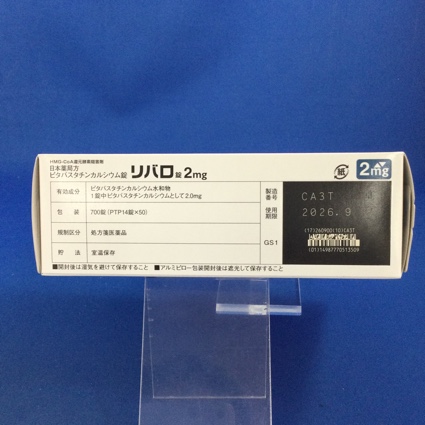 HMG-CoA還元酵素阻害剤
日本薬局方
ピタバスタチンカルシウム錠 リバロ錠2mg
紙
2mg
有効成分 ピタバスタチンカルシウム水和物
1錠中ピタバスタチンカルシウムとして2.0mg
包装 700錠(PTP14錠×50)
規制区分 処方箋医薬品
貯法 室温保存
製造番号 CA3T
使用期限 2026.9
GS1
(17)260900(10)CA3T
(01)14987770513509
■開封後は湿気を避けて保存すること ■アルミピロー包装開封後は遮光して保存すること